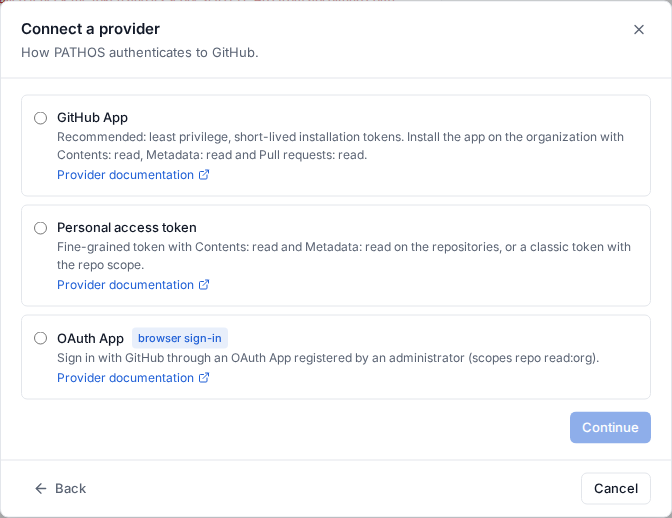 Connect a provider
How PATHOS authenticates to GitHub.
GitHub App
Recommended: least privilege, short-lived installation tokens. Install the app on the organization with
Contents: read, Metadata: read and Pull requests: read.
Provider documentation
Personal access token
Fine-grained token with Contents: read and Metadata: read on the repositories, or a classic token with
the repo scope.
Provider documentation
OAuth App browser sign-in
Sign in with GitHub through an OAuth App registered by an administrator (scopes repo read:org).
Provider documentation
Continue
Back
Cancel